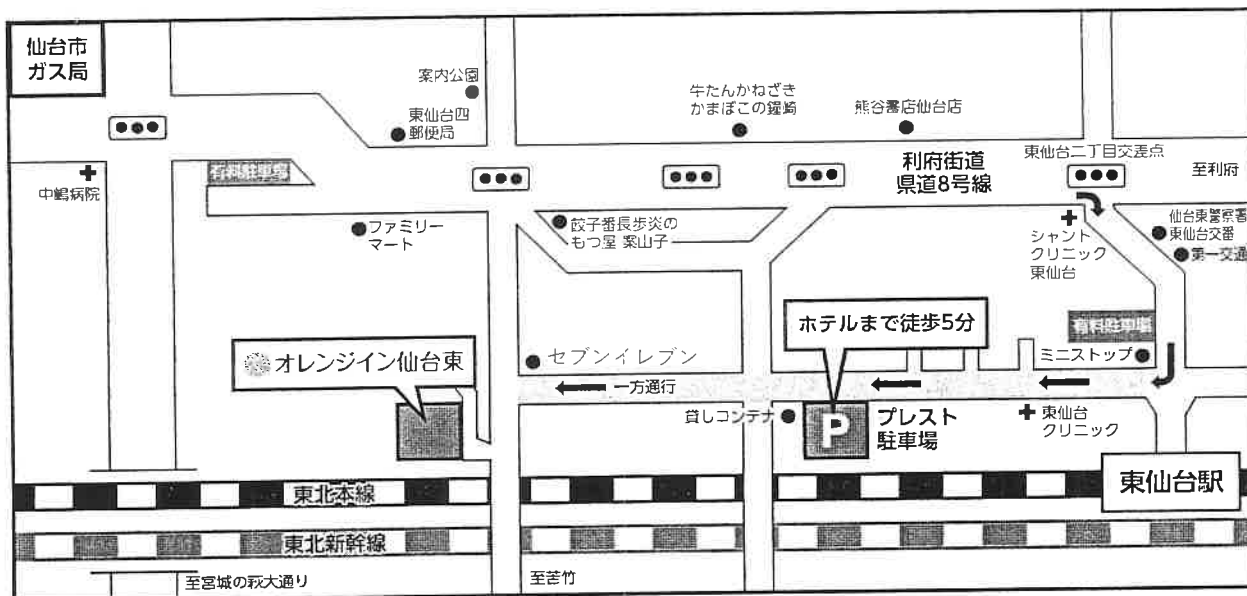 仙台市
ガス局
案内公園
東仙台四
郵便局
牛たんかねざき
かまぼこの鐘崎
熊谷書店仙台店
利府街道
県道8号線
東仙台二丁目交差点
至利府
中嶋病院
有料駐車場
ファミリー
マート
餃子番長歩炎の
もつ屋 案山子
シャント
クリニック
東仙台
仙台東警察署
東仙台交番
第一交通
ホテルまで徒歩5分
有料駐車場
ミニストップ
オレンジイン仙台東
セブンイレブン
一方通行
貸しコンテナ
P
プレスト
駐車場
東仙台
クリニック
東仙台駅
東北本線
東北新幹線
至宮城の萩大通り
至苦竹